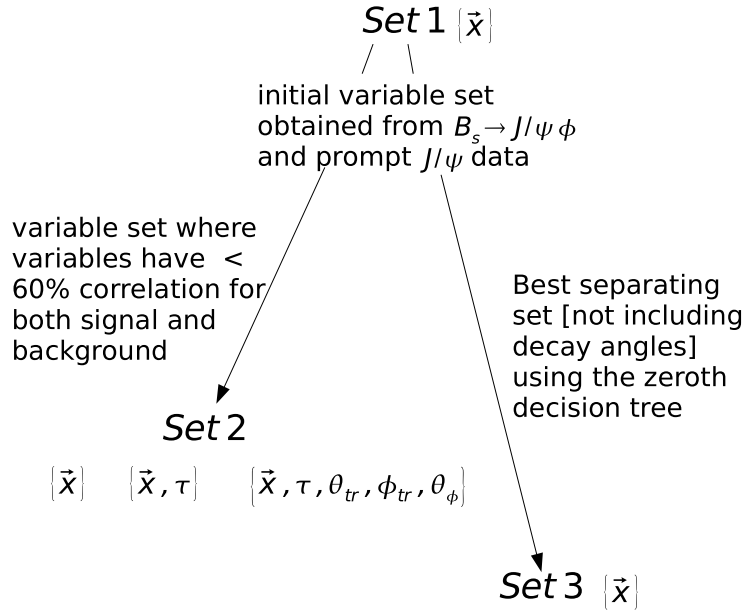 Set 1 {x⃗}
initial variable set
obtained from B_s → J/ψ ϕ
and prompt J/ψ data
variable set where
variables have <
60% correlation for
both signal and
background
Best separating
set [not including
decay angles]
using the zeroth
decision tree
Set 2
{x⃗} {x⃗, τ} {x⃗, τ, θ_tr, ϕ_tr, θ_ϕ}
Set 3 {x⃗}